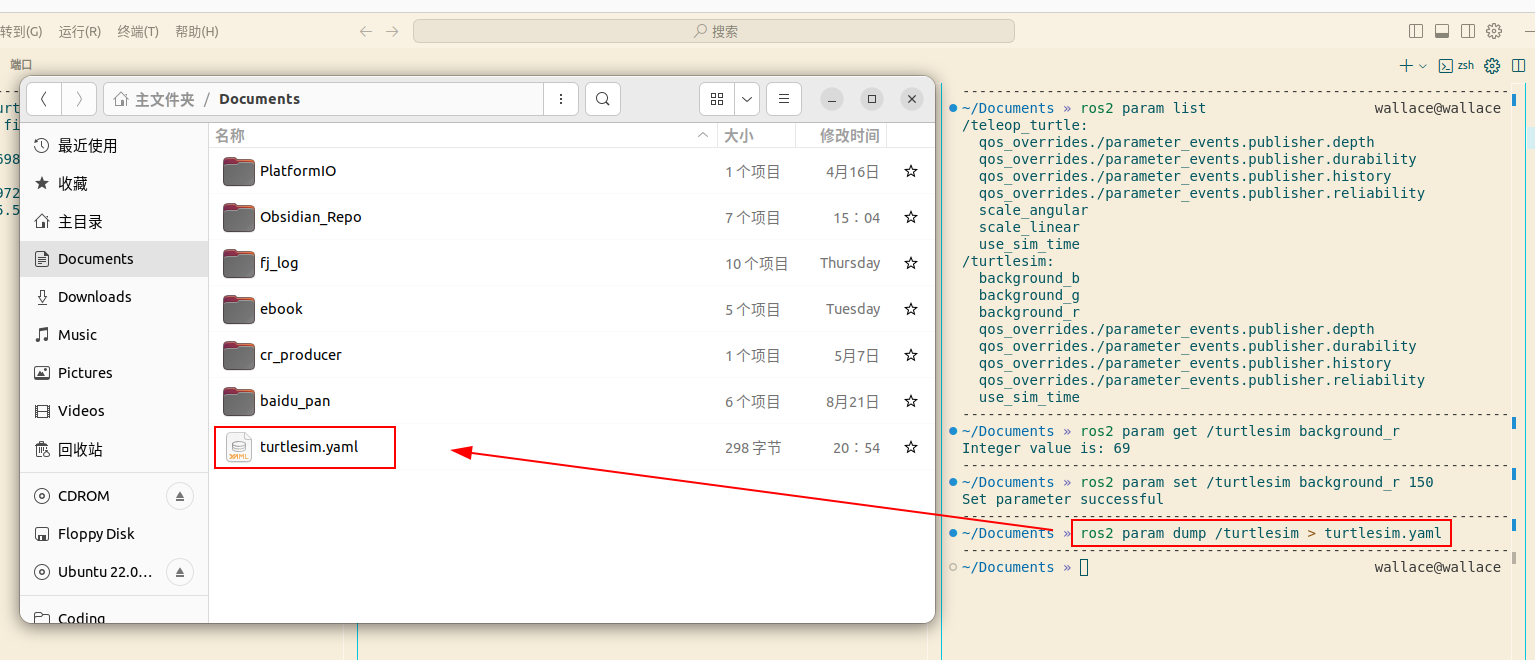 转到(G) 运行(R) 终端(T) 帮助(H) 搜索
端口 zsh
主文件夹 / Documents
名称 大小 修改时间
最近使用
收藏
主目录
Documents
Downloads
Music
Pictures
Videos
回收站
CDROM
Floppy Disk
Ubuntu 22.0…
Coding
PlatformIO 1 个项目 4月16日
Obsidian_Repo 7 个项目 15：04
fj_log 10 个项目 Thursday
ebook 5 个项目 Tuesday
cr_producer 1 个项目 5月7日
baidu_pan 6 个项目 8月21日
turtlesim.yaml 298 字节 20：54
~/Documents » ros2 param list wallace@wallace
/teleop_turtle:
qos_overrides./parameter_events.publisher.depth
qos_overrides./parameter_events.publisher.durability
qos_overrides./parameter_events.publisher.history
qos_overrides./parameter_events.publisher.reliability
scale_angular
scale_linear
use_sim_time
/turtlesim:
background_b
background_g
background_r
qos_overrides./parameter_events.publisher.depth
qos_overrides./parameter_events.publisher.durability
qos_overrides./parameter_events.publisher.history
qos_overrides./parameter_events.publisher.reliability
use_sim_time
~/Documents » ros2 param get /turtlesim background_r
Integer value is: 69
~/Documents » ros2 param set /turtlesim background_r 150
Set parameter successful
~/Documents » ros2 param dump /turtlesim > turtlesim.yaml
~/Documents » wallace@wallace